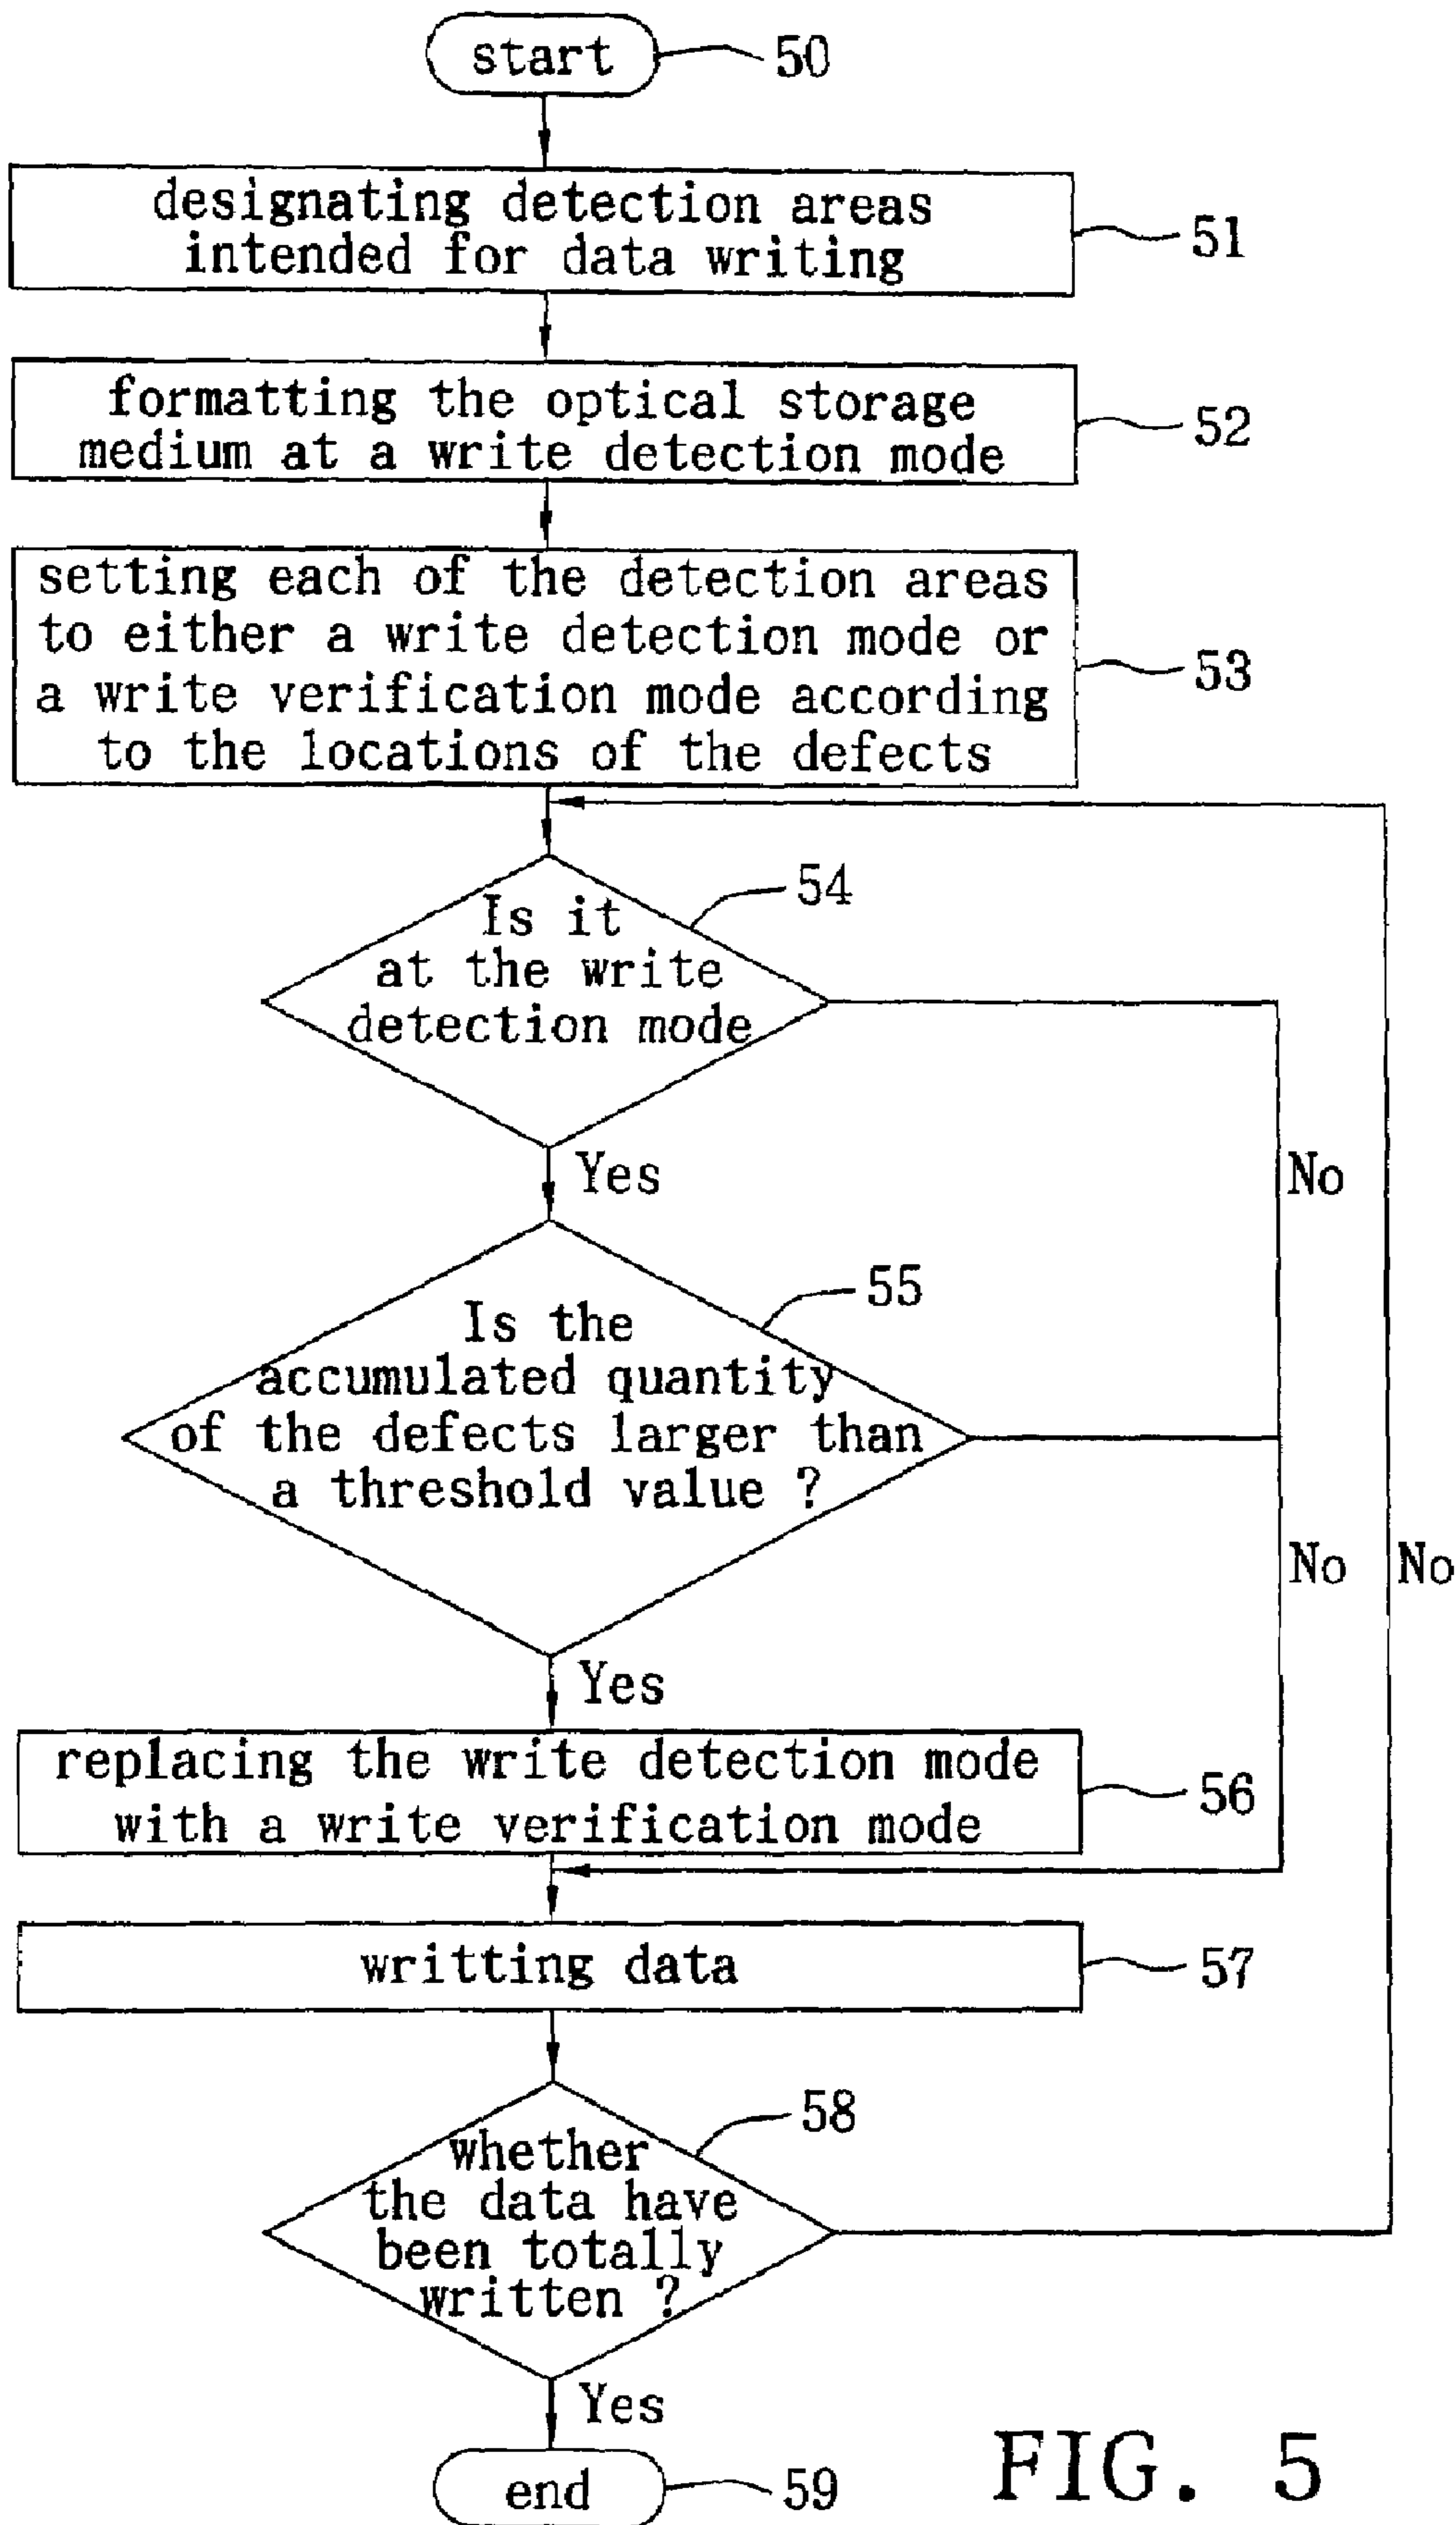 start
50
designating detection areas
intended for data writing
51
formatting the optical storage
medium at a write detection mode
52
setting each of the detection areas
to either a write detection mode or
a write verification mode according
to the locations of the defects
53
Is it
at the write
detection mode
54
Yes
No
Is the
accumulated quantity
of the defects larger than
a threshold value ?
55
Yes
No
No
replacing the write detection mode
with a write verification mode
56
writting data
57
whether
the data have
been totally
written ?
58
Yes
end
59
FIG. 5